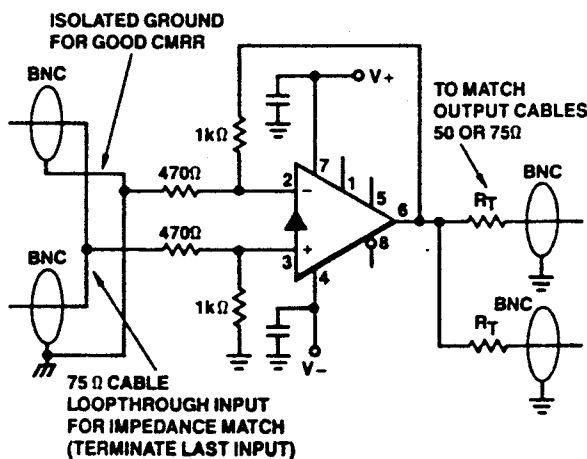 ISOLATED GROUND
FOR GOOD CMRR
BNC
V+
TO MATCH
OUTPUT CABLES
50 OR 75Ω
1kΩ
BNC
470Ω
7
1
2
−
5
6
RT
BNC
470Ω
+
3
8
4
1kΩ
BNC
RT
V−
75 Ω CABLE
LOOPTHROUGH INPUT
FOR IMPEDANCE MATCH
(TERMINATE LAST INPUT)